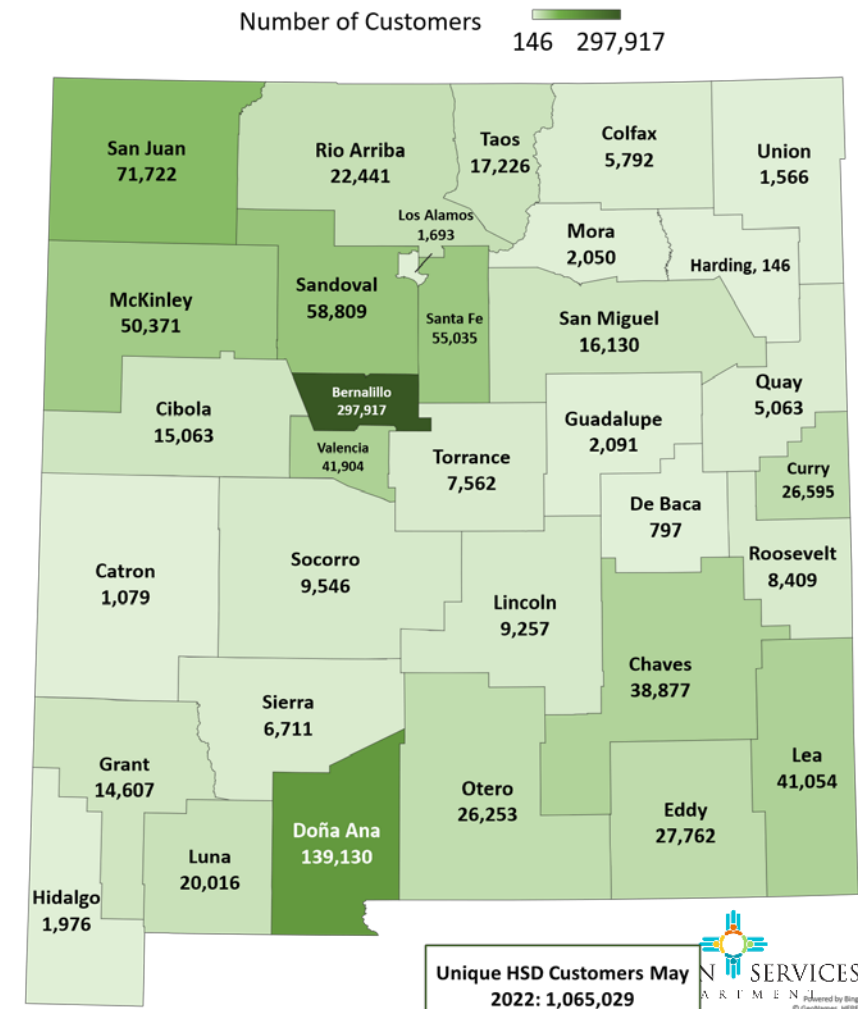 Number of Customers
146 297,917
San Juan
71,722
Rio Arriba
22,441
Taos
17,226
Colfax
5,792
Union
1,566
Los Alamos
1,693
Mora
2,050
Harding, 146
McKinley
50,371
Sandoval
58,809
Santa Fe
55,035
San Miguel
16,130
Quay
5,063
Cibola
15,063
Bernalillo
297,917
Valencia
41,904
Torrance
7,562
Guadalupe
2,091
Curry
26,595
De Baca
797
Roosevelt
8,409
Catron
1,079
Socorro
9,546
Lincoln
9,257
Chaves
38,877
Sierra
6,711
Grant
14,607
Lea
41,054
Otero
26,253
Eddy
27,762
Doña Ana
139,130
Luna
20,016
Hidalgo
1,976
Unique HSD Customers May
2022: 1,065,029
N SERVICES
ARTMENT
Powered by Bing